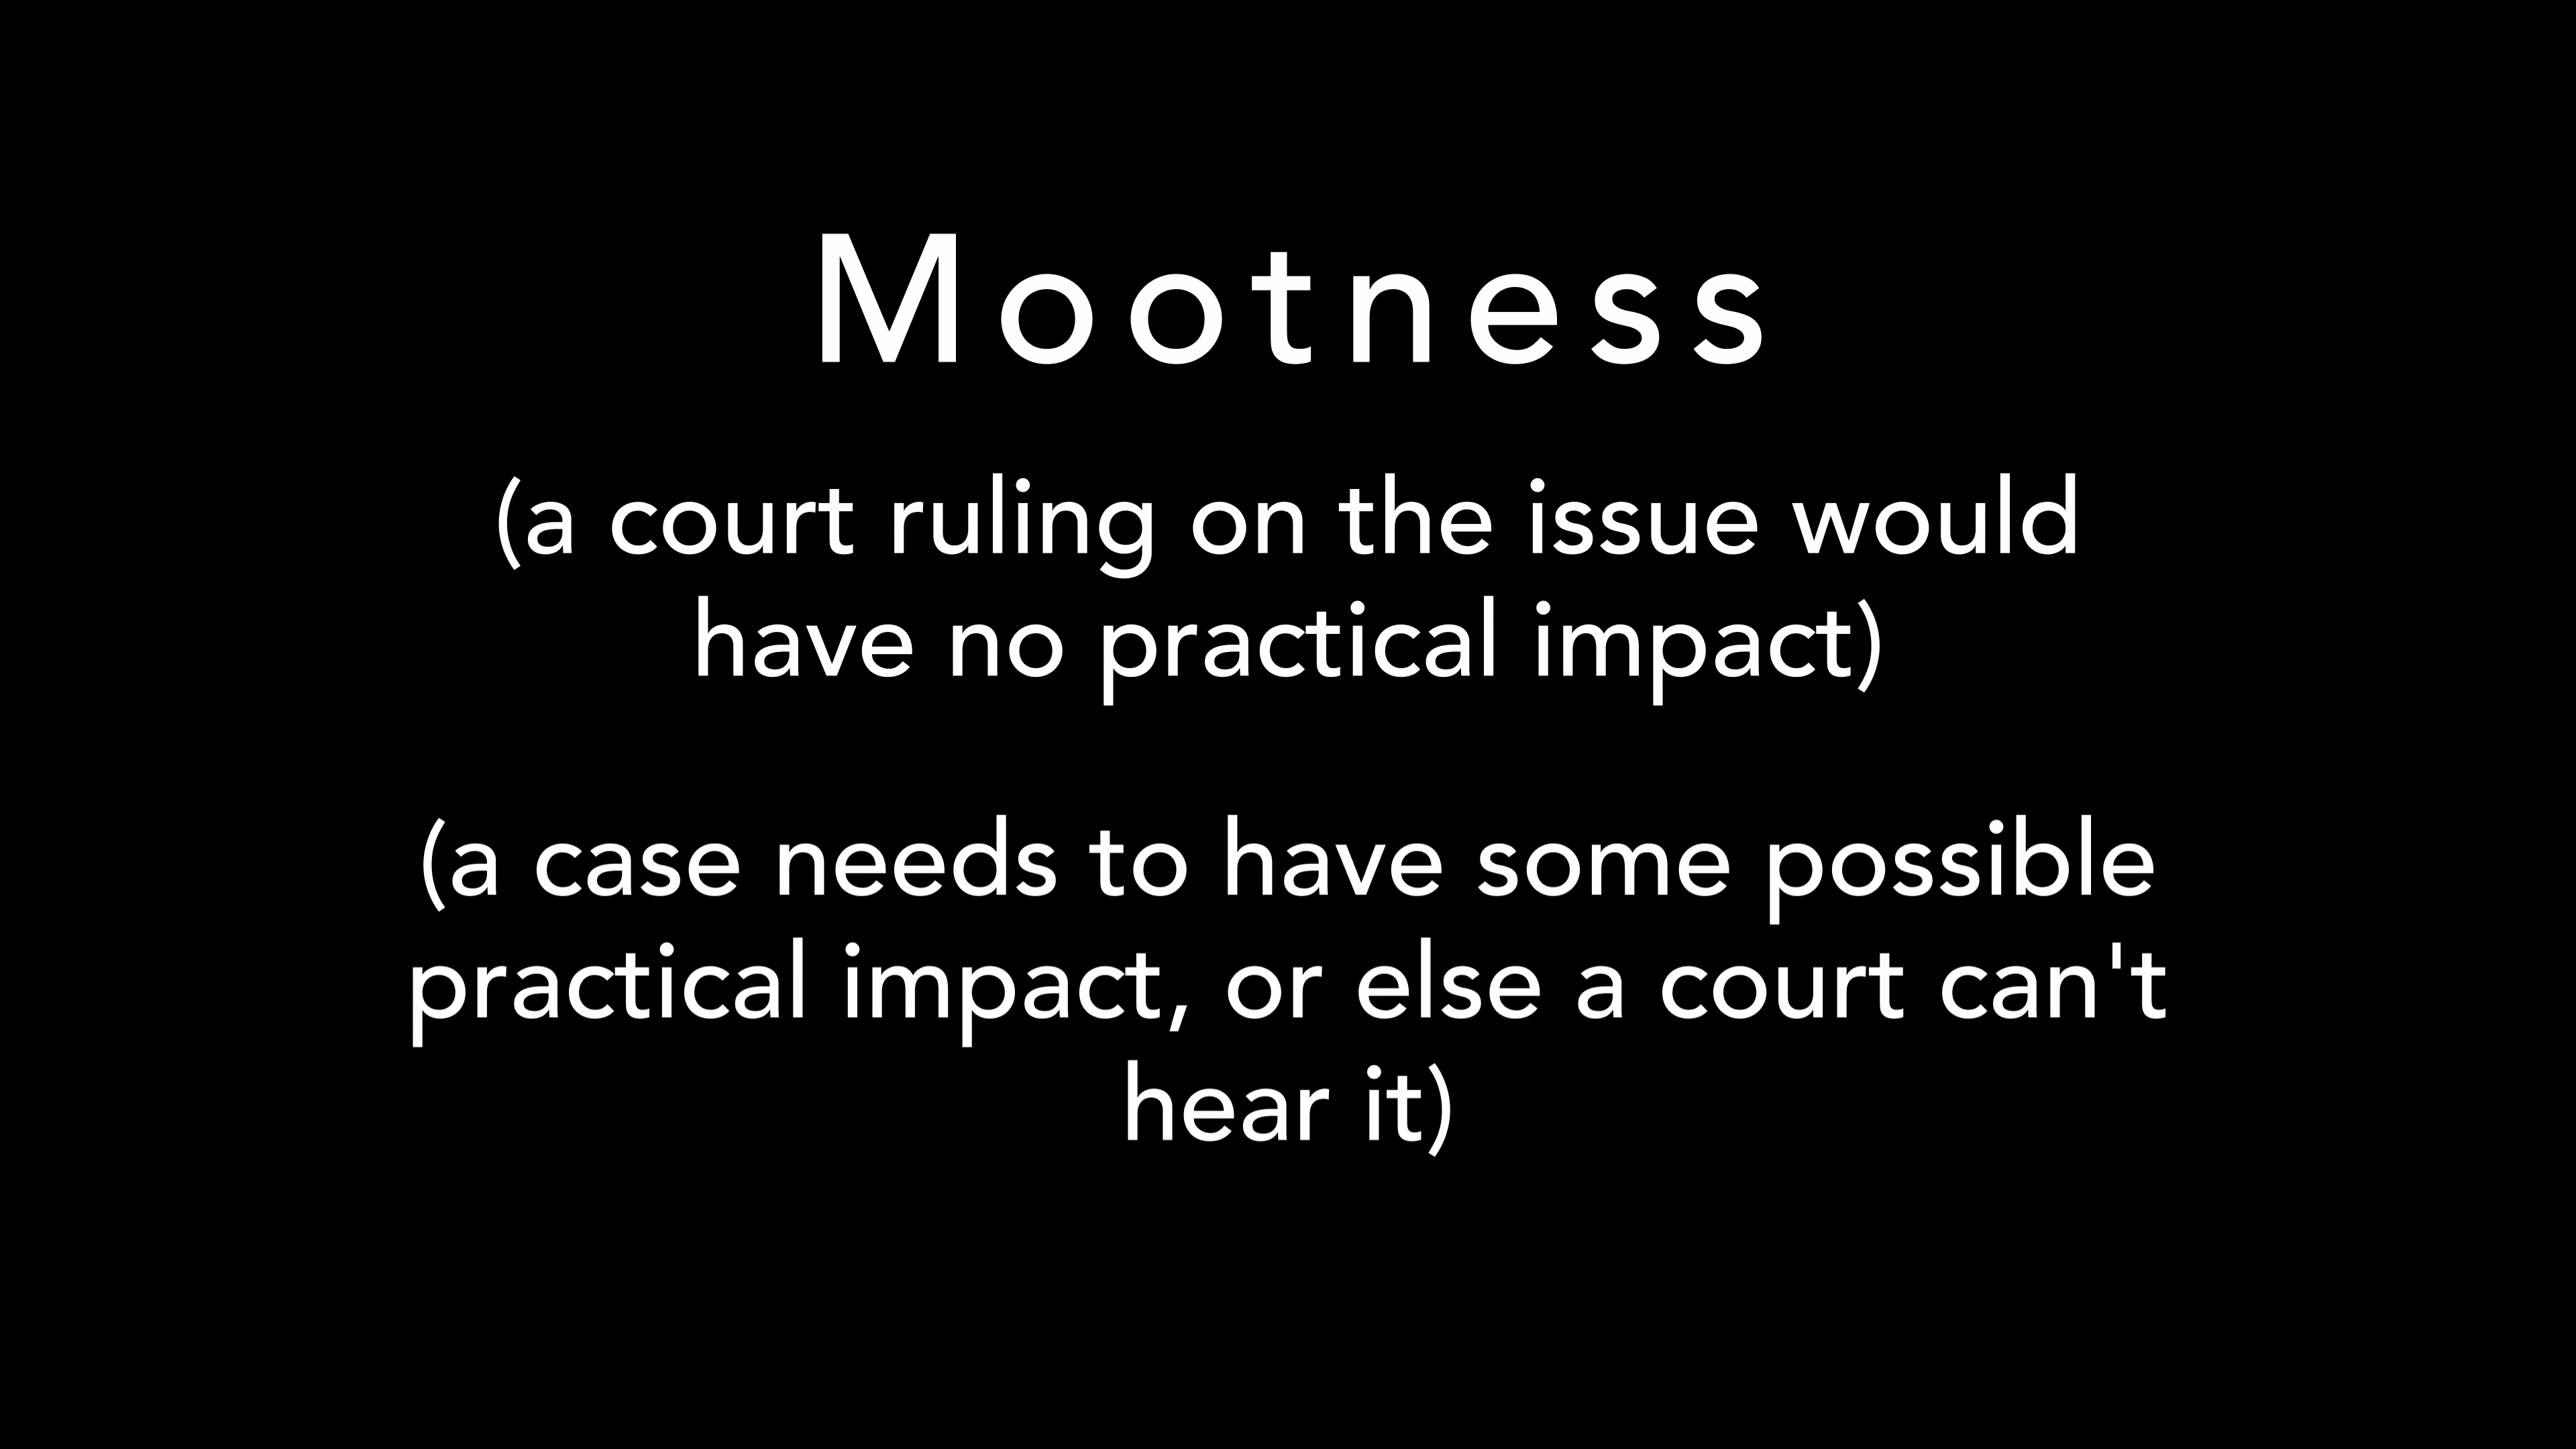 Mootness
(a court ruling on the issue would
have no practical impact)
(a case needs to have some possible
practical impact, or else a court can't
hear it)